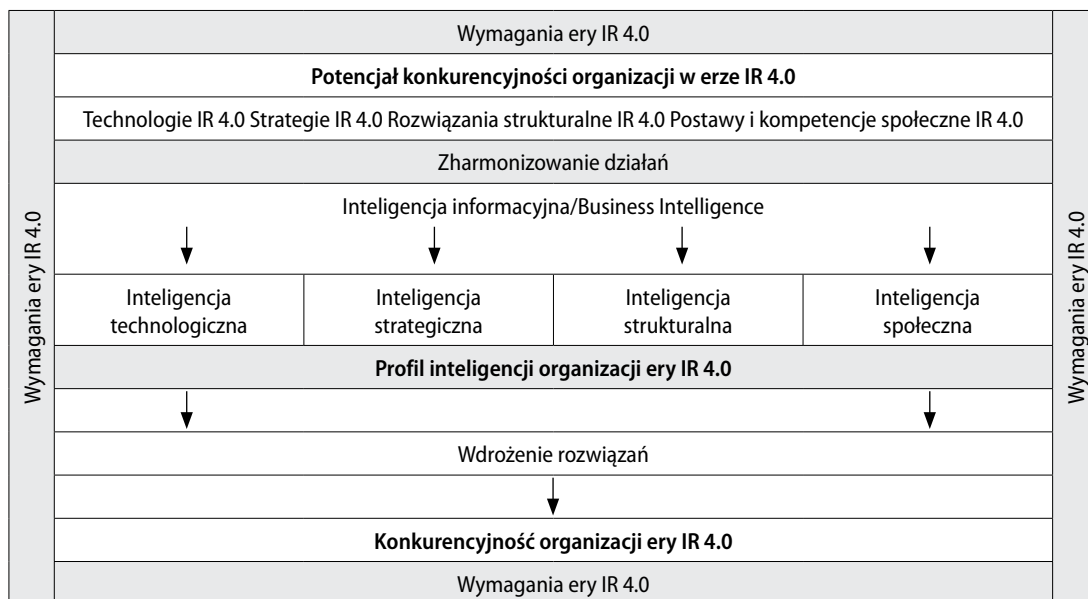 Wymagania ery IR 4.0
Wymagania ery IR 4.0
Potencjał konkurencyjności organizacji w erze IR 4.0
Technologie IR 4.0 Strategie IR 4.0 Rozwiązania strukturalne IR 4.0 Postawy i kompetencje społeczne IR 4.0
Zharmonizowanie działań
Inteligencja informacyjna/Business Intelligence
Inteligencja
technologiczna
Inteligencja
strategiczna
Inteligencja
strukturalna
Inteligencja
społeczna
Profil inteligencji organizacji ery IR 4.0
Wdrożenie rozwiązań
Konkurencyjność organizacji ery IR 4.0
Wymagania ery IR 4.0
Wymagania ery IR 4.0